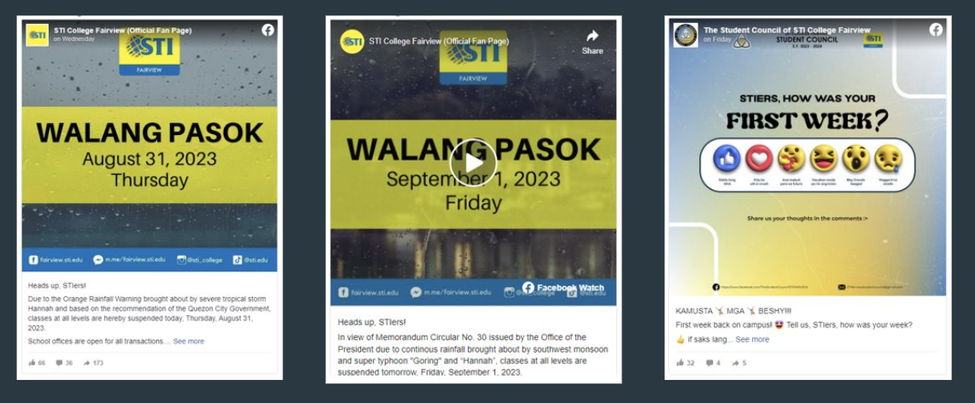 STI College Fairview (Official Fan Page)
on Wednesday
STI
FAIRVIEW
WALANG PASOK
August 31, 2023
Thursday
fairview.sti.edu
m.me/fairview.sti.edu
@sti_college
@sti.edu
Heads up, STIers!
Due to the Orange Rainfall Warning brought about by severe tropical storm
Hannah and based on the recommendation of the Quezon City Government,
classes at all levels are hereby suspended today, Thursday, August 31,
2023.
School offices are open for all transactions.... See more
66 36 173
STI College Fairview (Official Fan Page)
Share
STI
FAIRVIEW
WALANG PASOK
September 1, 2023
Friday
Facebook Watch
fairview.sti.edu
m.me/fairview.sti.edu
@sti_college
@sti.edu
Heads up, STIers!
In view of Memorandum Circular No. 30 issued by the Office of the
President due to continous rainfall brought about by southwest monsoon
and super typhoon "Goring" and "Hannah", classes at all levels are
suspended tomorrow, Friday, September 1, 2023.
The Student Council of STI College Fairview
on Friday
STUDENT COUNCIL
STI
STIERS, HOW WAS YOUR
FIRST WEEK?
Share us your thoughts in the comments :>
KAMUSTA MGA BESHY!!!
First week back on campus! Tell us, STIers, how was your week?
if saks lang... See more
32 4 5